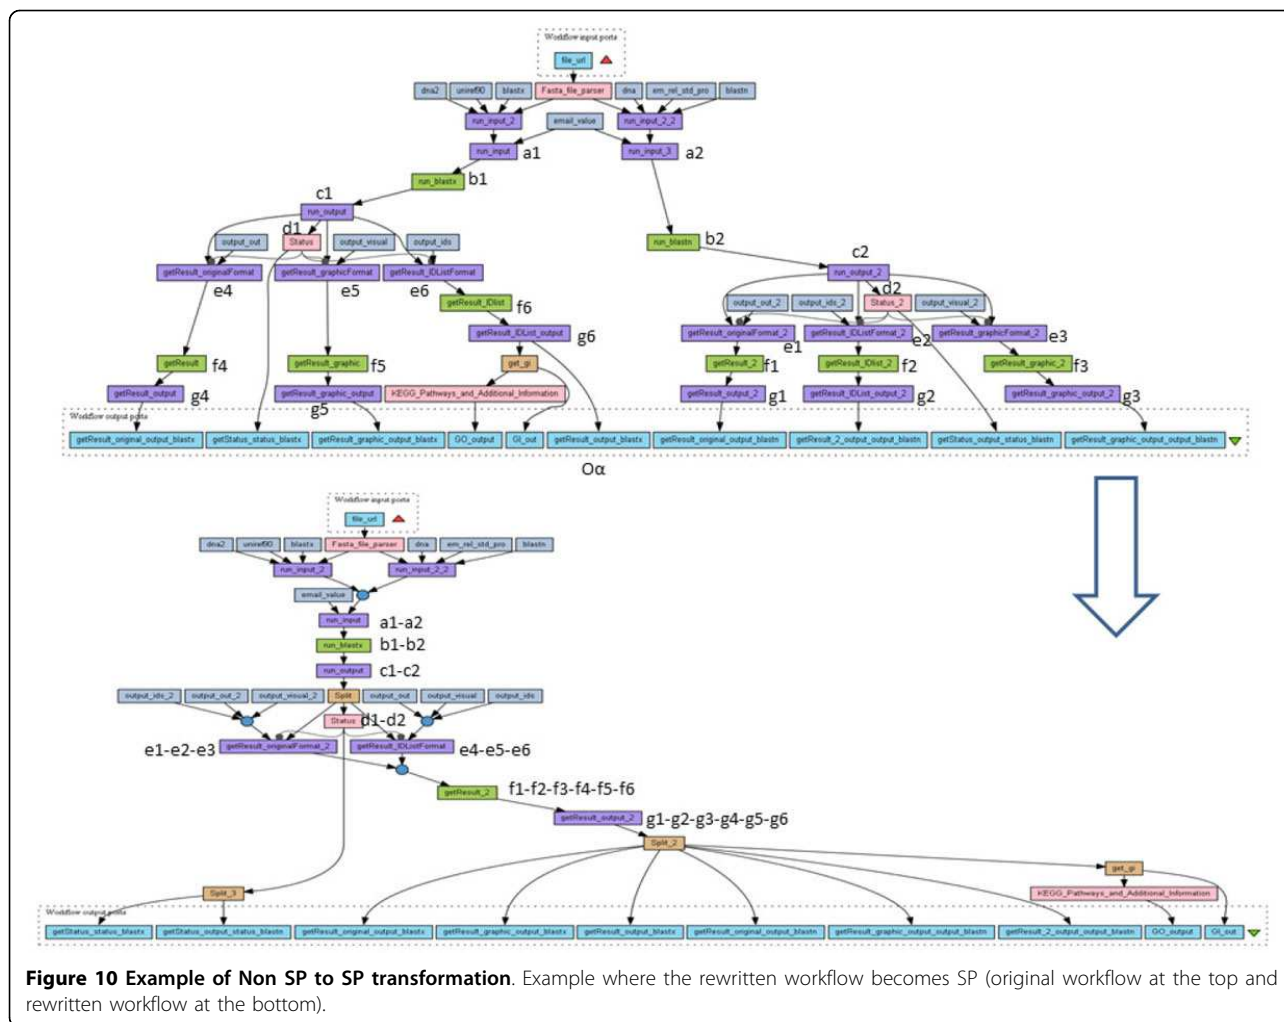 Workflow input ports
file_url
dna2 uniref90 blastx Fasta_file_parser dna em_rel_std_pro blastn
run_input_2 email_value run_input_2_2
run_input a1 run_input_3 a2
run_blastx b1
c1
run_output
d1
output_out Status output_visual output_ids
run_blastn b2
c2
getResult_originalFormat getResult_graphicFormat getResult_IDListFormat
run_output_2
e4 e5 e6
d2
getResult_IDlist f6
output_out_2 output_ids_2 Status_2 output_visual_2
getResult_IDList_output g6
getResult_originalFormat_2 getResult_IDListFormat_2 getResult_graphicFormat_2
e1 e2 e3
getResult f4 getResult_graphic f5 get_gi
getResult_2 f1 getResult_IDlist_2 f2 getResult_graphic_2 f3
getResult_output g4 getResult_graphic_output g5 KEGG_Pathways_and_Additional_Information
getResult_output_2 g1 getResult_IDList_output_2 g2 getResult_graphic_output_2 g3
Workflow output ports
getResult_original_output_blastx getStatus_status_blastx getResult_graphic_output_blastx GO_output GI_out getResult_output_blastx getResult_original_output_blastn getResult_2_output_output_blastn getStatus_output_status_blastn getResult_graphic_output_output_blastn
Oα
Workflow input ports
file_url
dna2 uniref90 blastx Fasta_file_parser dna em_rel_std_pro blastn
run_input_2 run_input_2_2
email_value
run_input a1-a2
run_blastx b1-b2
run_output c1-c2
output_ids_2 output_out_2 output_visual_2 Split output_out output_visual output_ids
Status d1-d2
e1-e2-e3 getResult_originalFormat_2 getResult_IDListFormat e4-e5-e6
getResult_2 f1-f2-f3-f4-f5-f6
getResult_output_2 g1-g2-g3-g4-g5-g6
Split_2
get_gi
Split_3 KEGG_Pathways_and_Additional_Information
Workflow output ports
getStatus_status_blastx getStatus_output_status_blastn getResult_original_output_blastx getResult_graphic_output_blastx getResult_output_blastx getResult_original_output_blastn getResult_graphic_output_output_blastn getResult_2_output_output_blastn GO_output GI_out
Figure 10 Example of Non SP to SP transformation. Example where the rewritten workflow becomes SP (original workflow at the top and
rewritten workflow at the bottom).